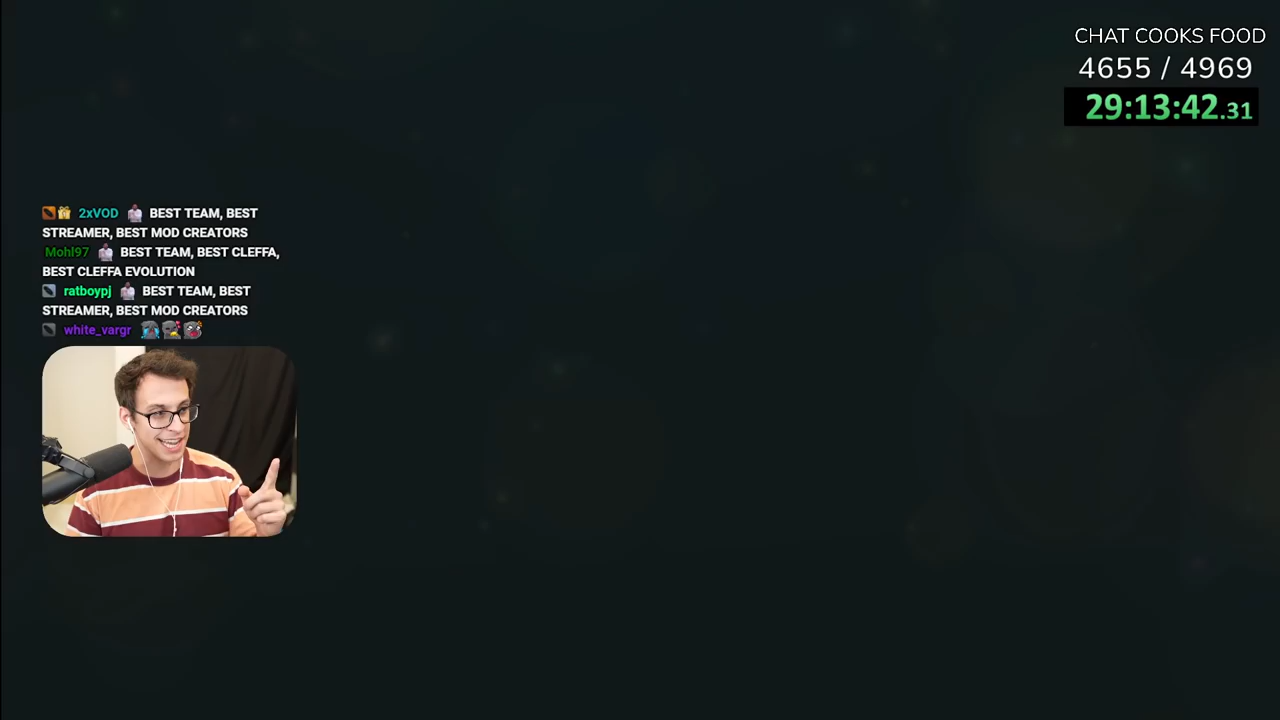 CHAT COOKS FOOD
4655 / 4969
29:13:42.31
2xVOD BEST TEAM, BEST
STREAMER, BEST MOD CREATORS
Mohl97 BEST TEAM, BEST CLEFFA,
BEST CLEFFA EVOLUTION
ratboypj BEST TEAM, BEST
STREAMER, BEST MOD CREATORS
white_vargr